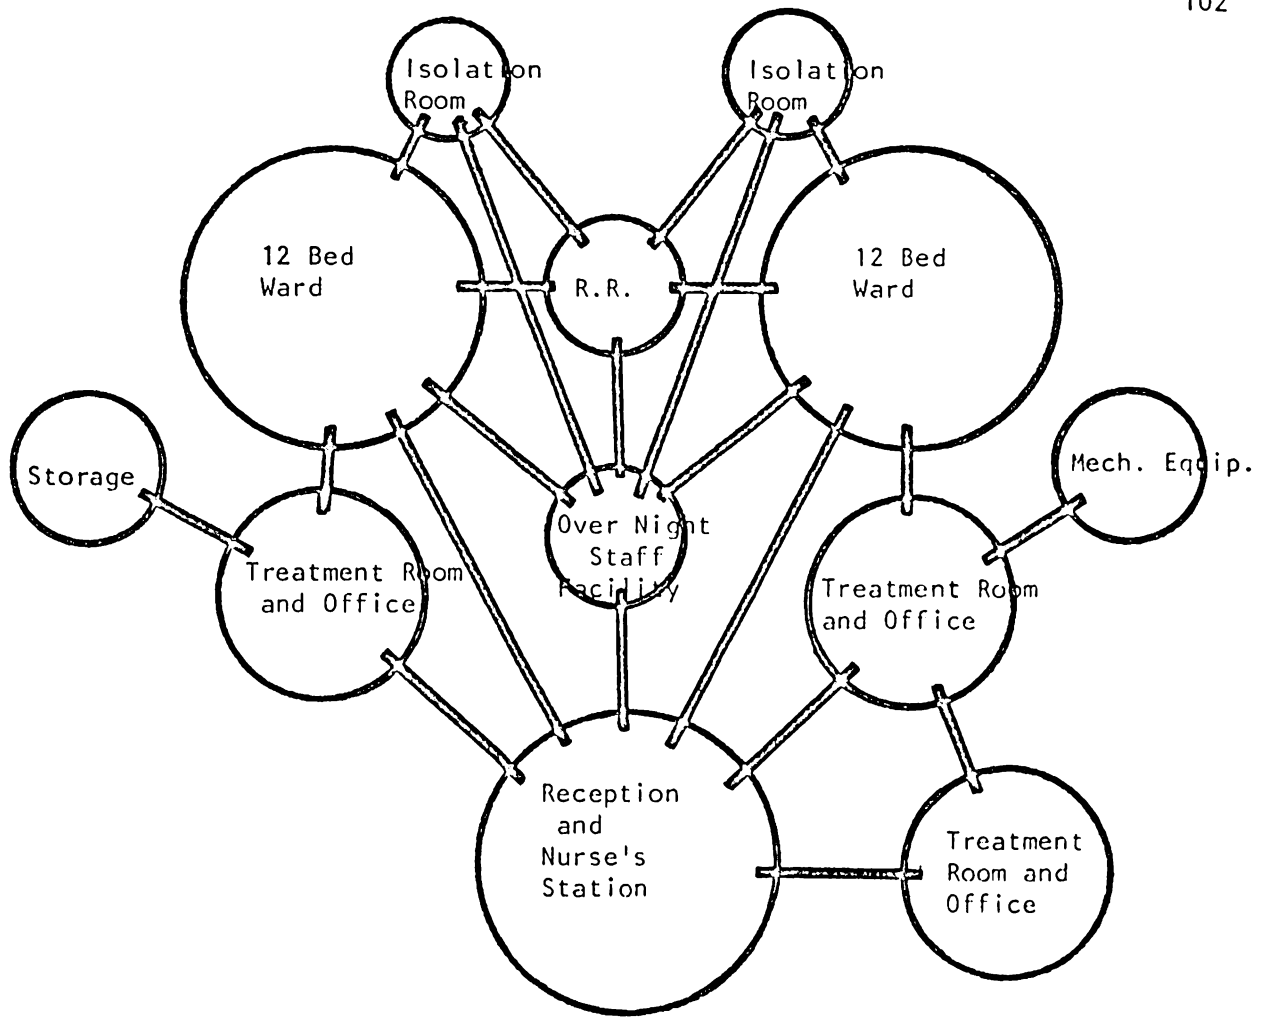 102
Isolation
Room
Isolation
Room
12 Bed
Ward
R.R.
12 Bed
Ward
Storage
Mech. Equip.
Over Night
Staff
Facility
Treatment Room
and Office
Treatment Room
and Office
Reception
and
Nurse's
Station
Treatment
Room and
Office